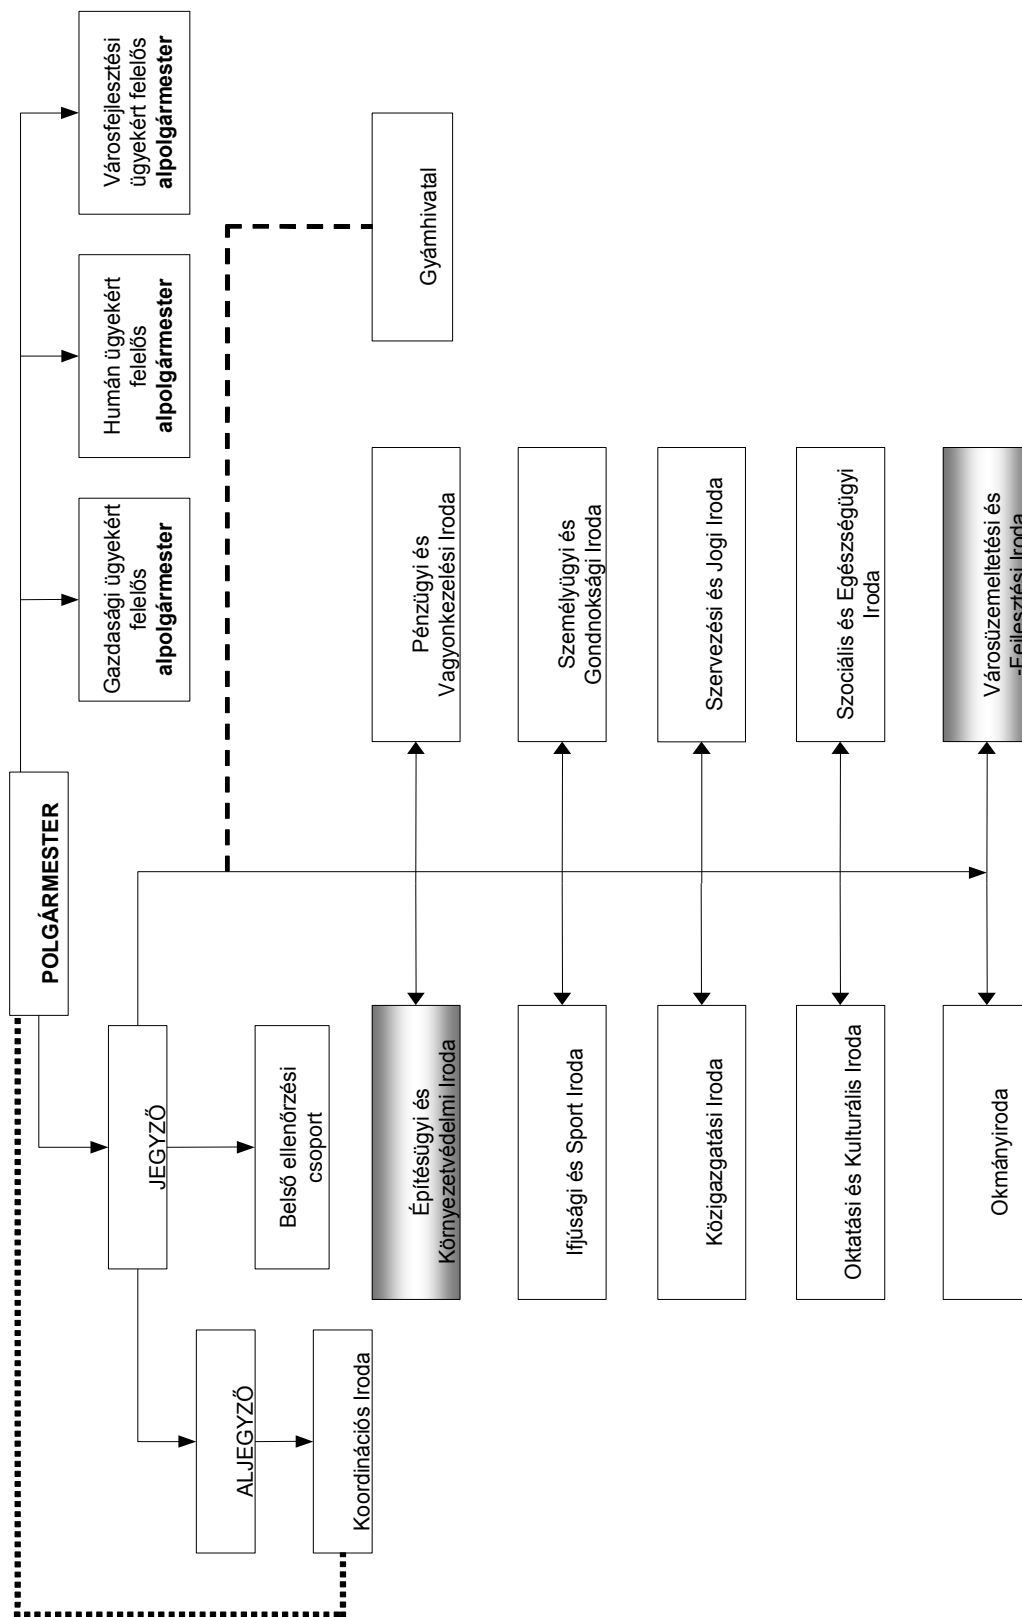 POLGÁRMESTER
Gazdasági ügyekért
felelős
alpolgármester
Humán ügyekért
felelős
alpolgármester
Városfejlesztési
ügyekért felelős
alpolgármester
JEGYZŐ
ALJEGYZŐ
Belső ellenőrzési
csoport
Koordinációs Iroda
Gyámhivatal
Építésügyi és
Környezetvédelmi Iroda
Pénzügyi és
Vagyonkezelési Iroda
Ifjúsági és Sport Iroda
Személyügyi és
Gondnoksági Iroda
Közigazgatási Iroda
Szervezési és Jogi Iroda
Oktatási és Kulturális Iroda
Szociális és Egészségügyi
Iroda
Okmányiroda
Városüzemeltetési és
-Fejlesztési Iroda